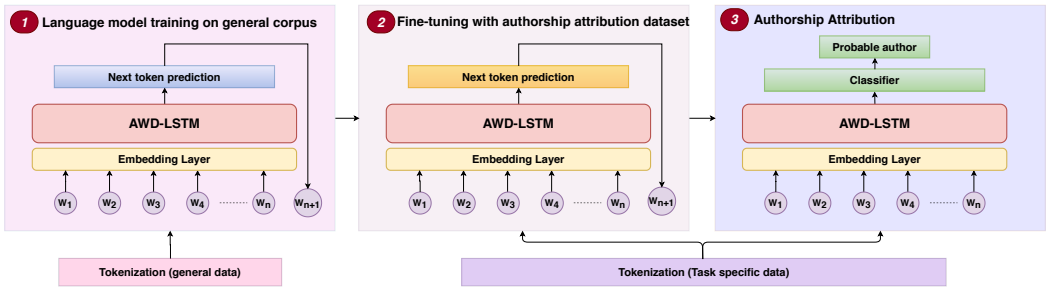 1 Language model training on general corpus
Next token prediction
AWD-LSTM
Embedding Layer
w1 w2 w3 w4 ........ wn wn+1
Tokenization (general data)
2 Fine-tuning with authorship attribution dataset
Next token prediction
AWD-LSTM
Embedding Layer
w1 w2 w3 w4 ........ wn wn+1
3 Authorship Attribution
Probable author
Classifier
AWD-LSTM
Embedding Layer
w1 w2 w3 w4 ........ wn
Tokenization (Task specific data)